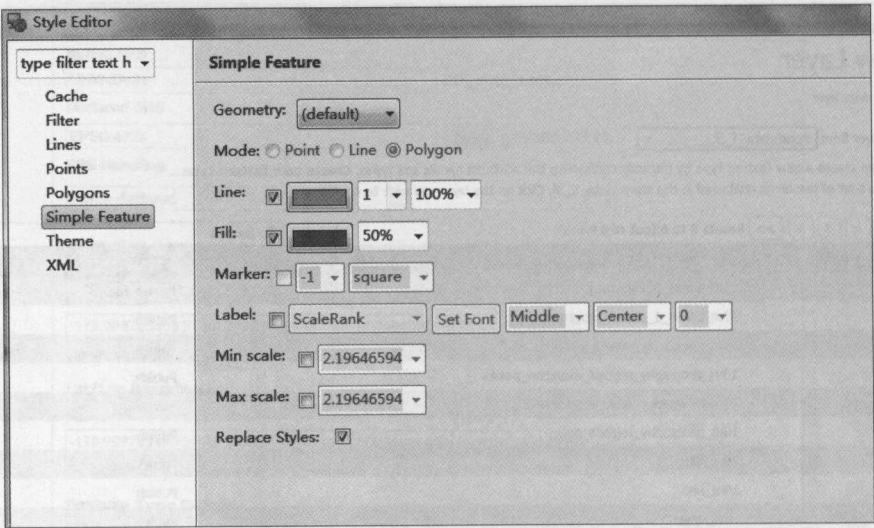 Style Editor
type filter text h
Cache
Filter
Lines
Points
Polygons
Simple Feature
Theme
XML
Simple Feature
Geometry: (default)
Mode: Point Line Polygon
Line: 1 100%
Fill: 50%
Marker: -1 square
Label: ScaleRank Set Font Middle Center 0
Min scale: 2.19646594
Max scale: 2.19646594
Replace Styles: